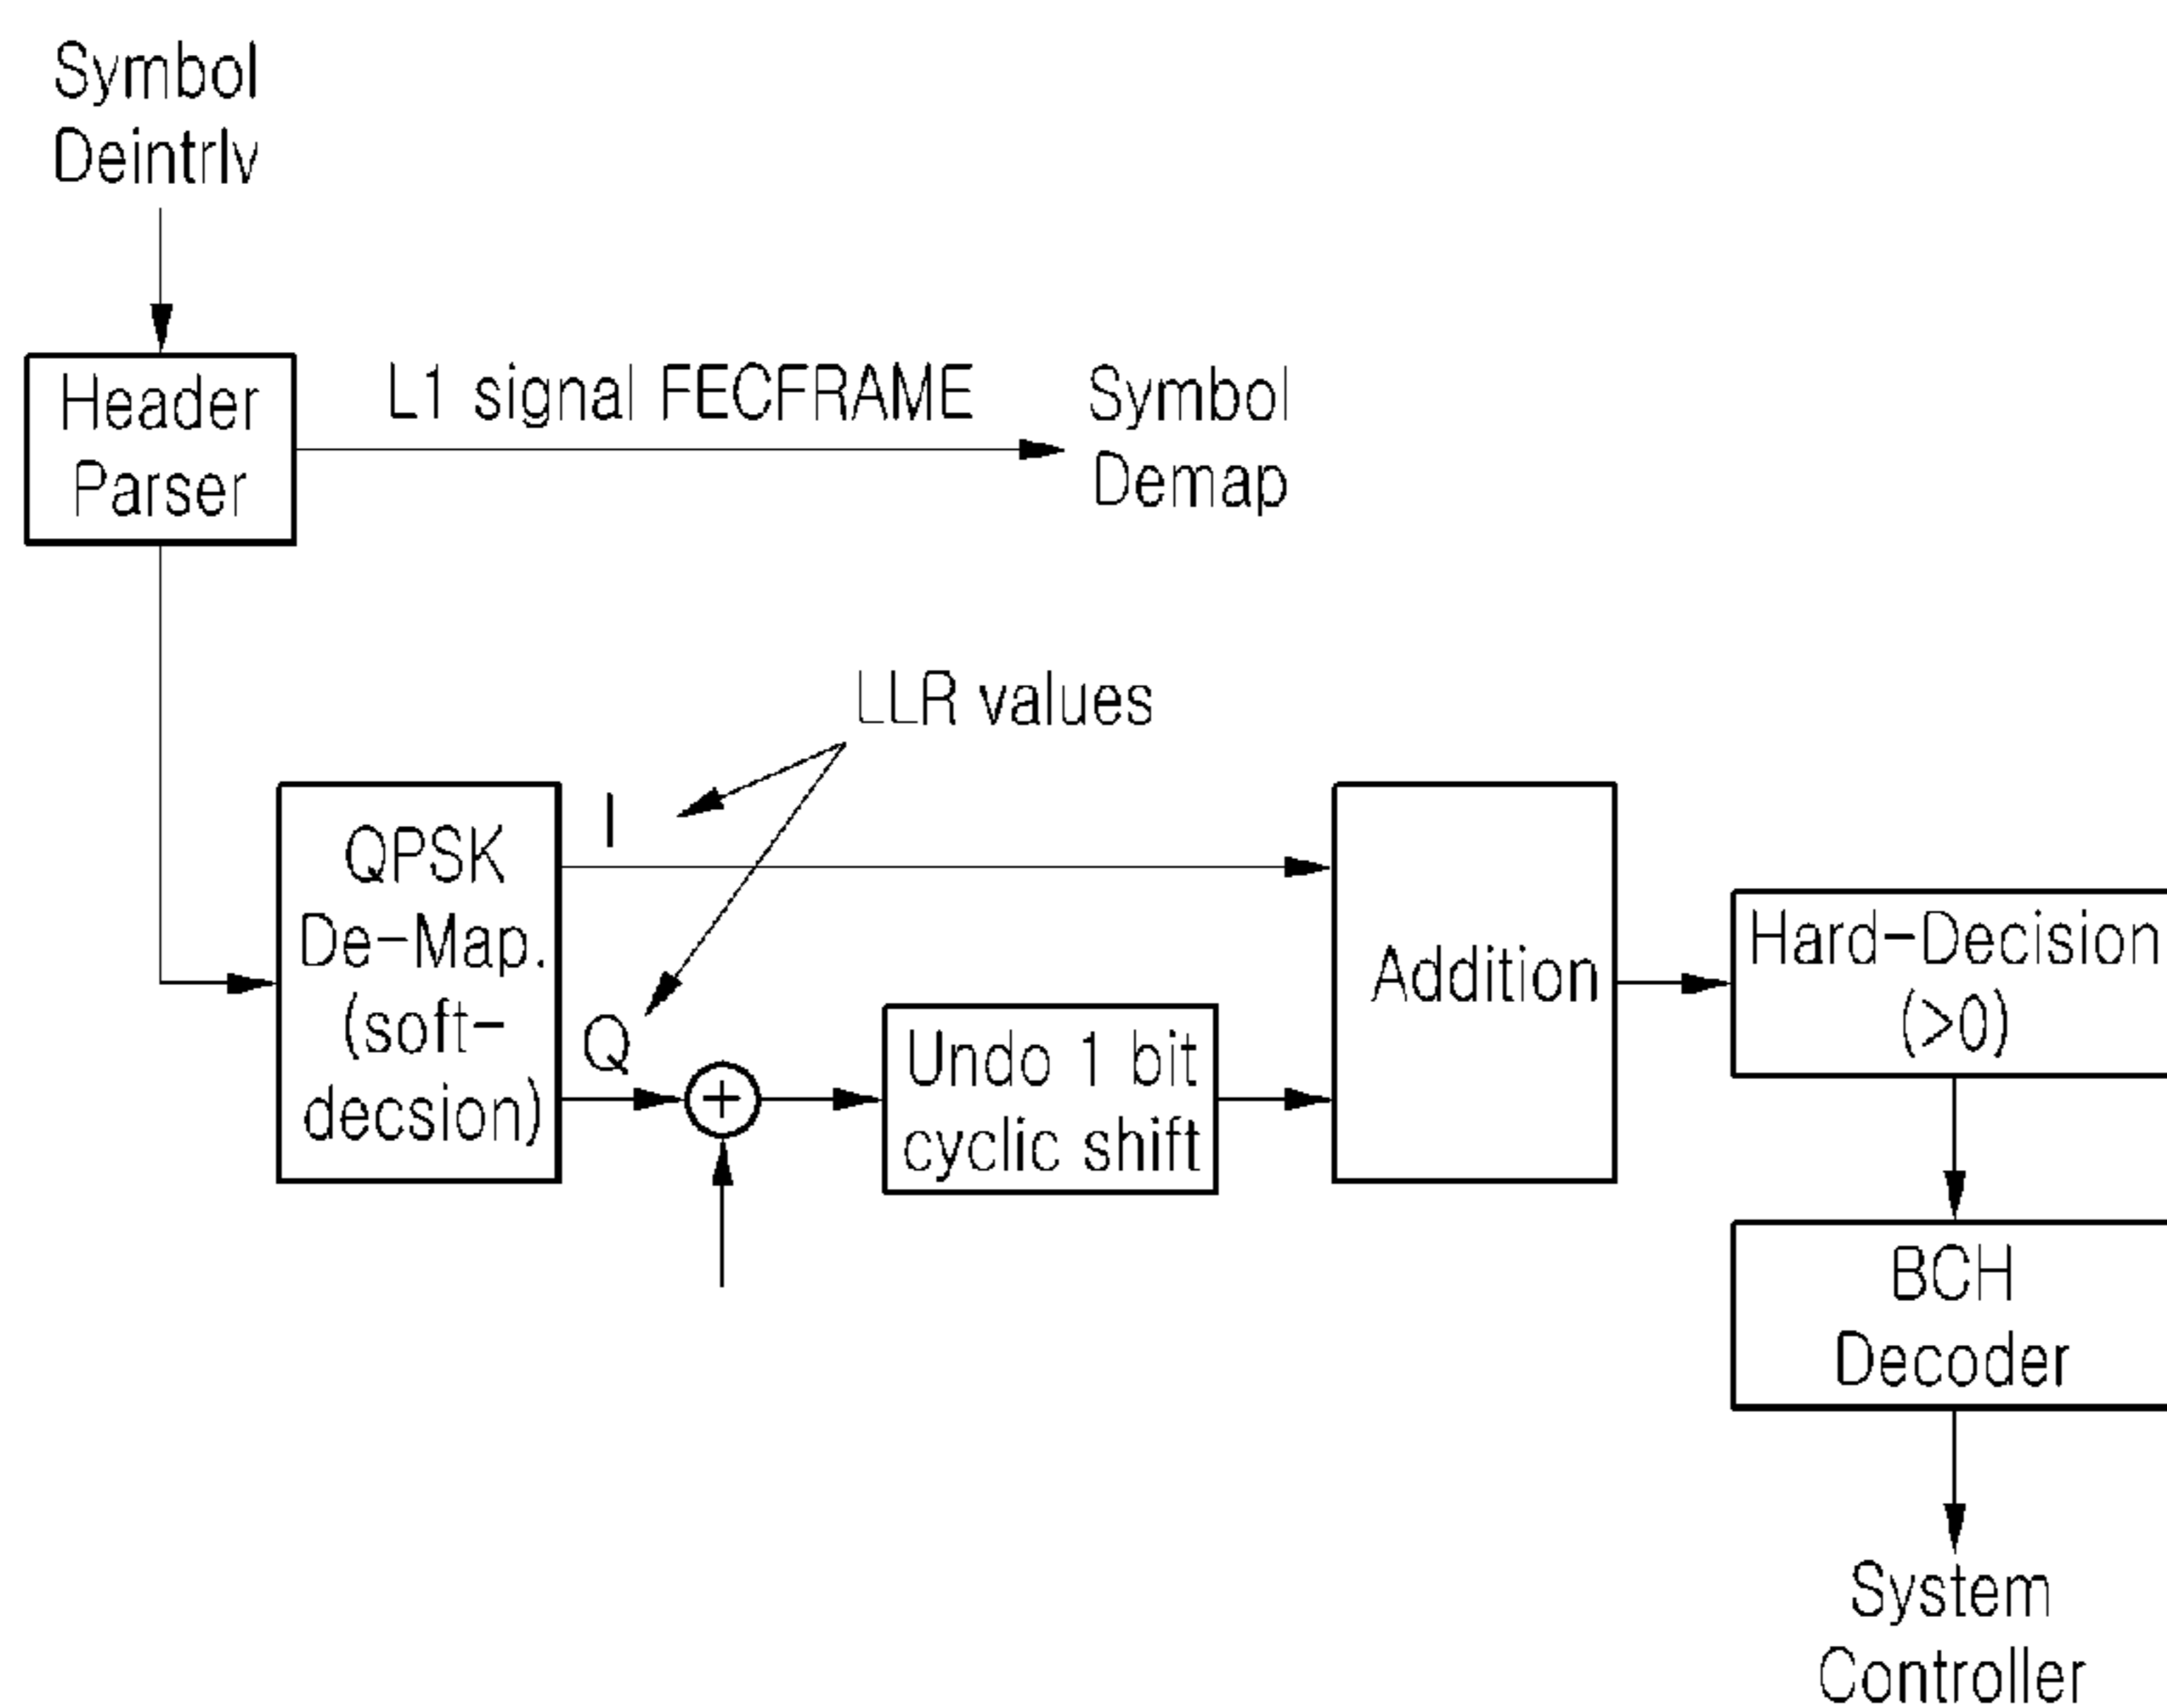 Symbol
Deintrlv
Header
Parser
L1 signal FECFRAME
Symbol
Demap
LLR values
QPSK
De-Map.
(soft-
decsion)
I
Q
+
Undo 1 bit
cyclic shift
Addition
Hard-Decision
(>0)
BCH
Decoder
System
Controller